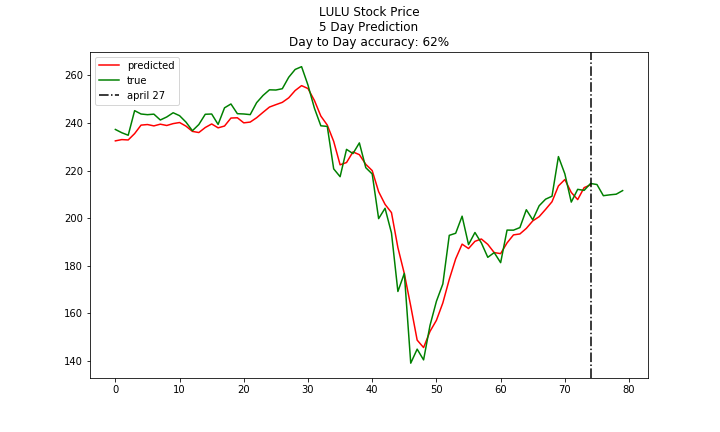 LULU Stock Price
5 Day Prediction
Day to Day accuracy: 62%
predicted
true
april 27
260
240
220
200
180
160
140
0 10 20 30 40 50 60 70 80